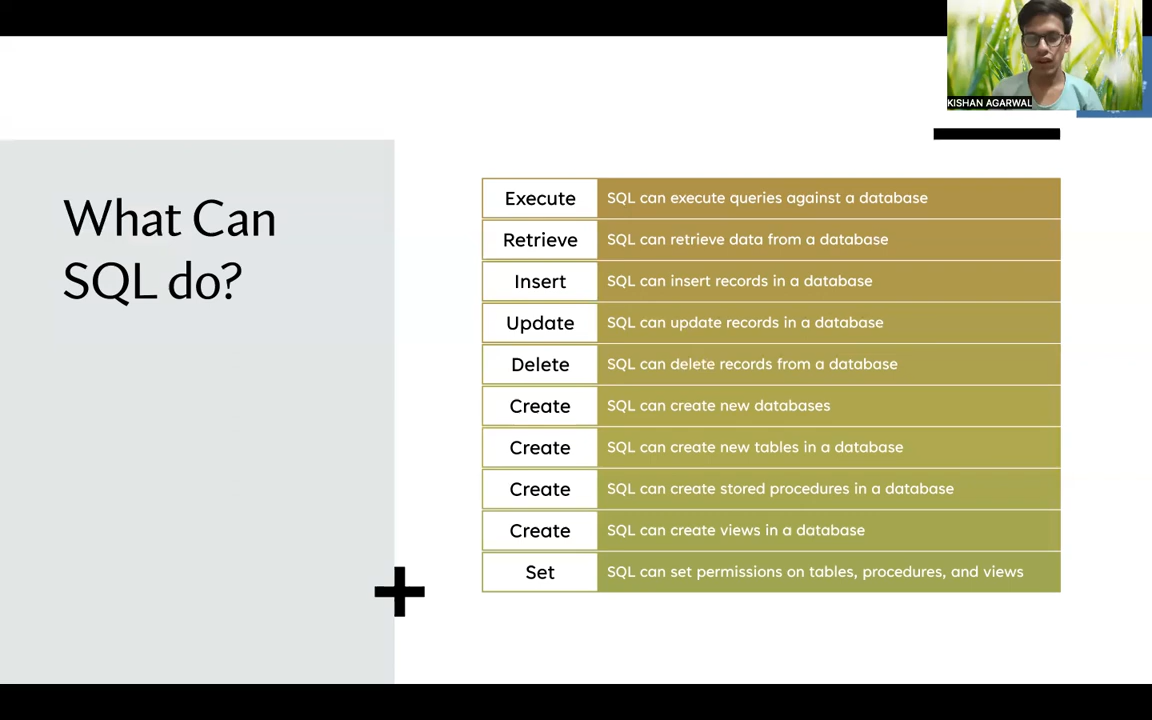 KISHAN AGARWAL
What Can
SQL do?
Execute SQL can execute queries against a database
Retrieve SQL can retrieve data from a database
Insert SQL can insert records in a database
Update SQL can update records in a database
Delete SQL can delete records from a database
Create SQL can create new databases
Create SQL can create new tables in a database
Create SQL can create stored procedures in a database
Create SQL can create views in a database
Set SQL can set permissions on tables, procedures, and views